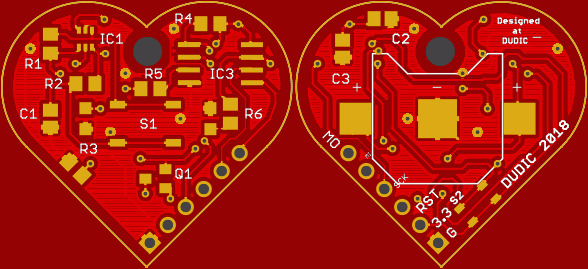 R4
IC1
R1
R5
R2
IC3
C1
S1
R6
R3
Q1
Designed
at
DUDIC
C2
C3
+ - +
MO
SCK
RST
3.3 S2
G
DUDIC 2018